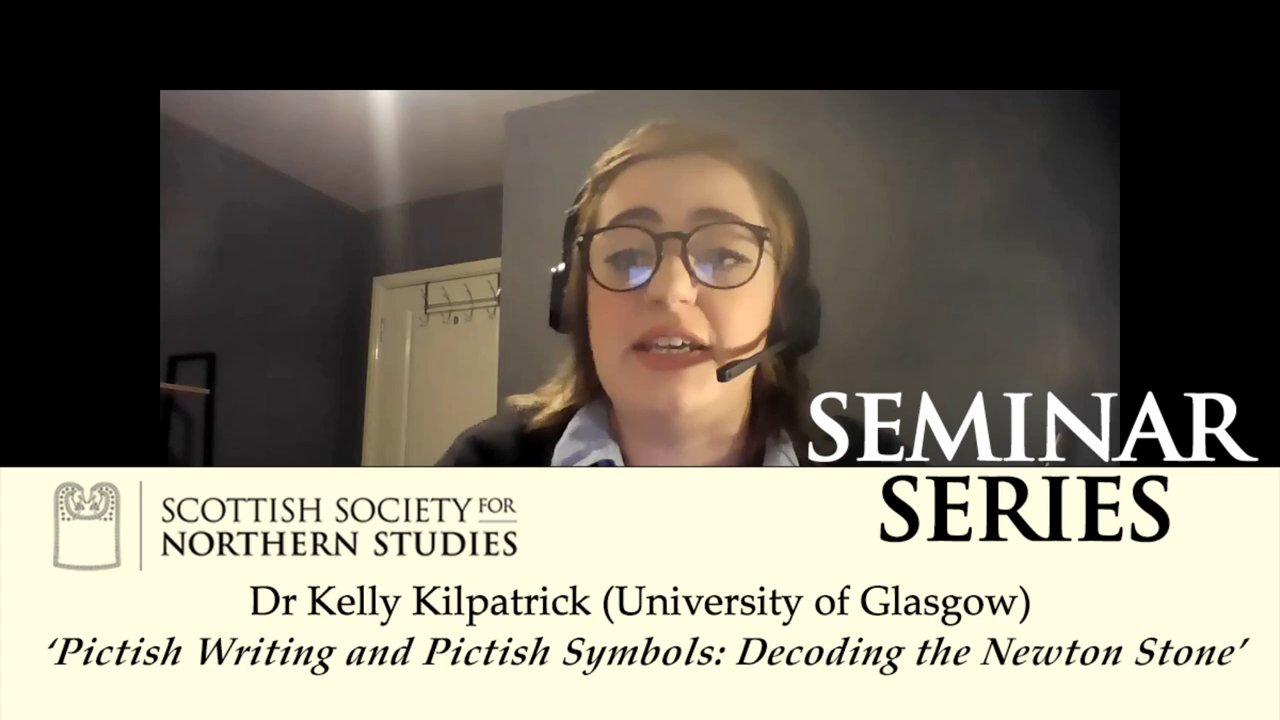 SEMINAR
SERIES
SCOTTISH SOCIETY FOR
NORTHERN STUDIES
Dr Kelly Kilpatrick (University of Glasgow)
‘Pictish Writing and Pictish Symbols: Decoding the Newton Stone’